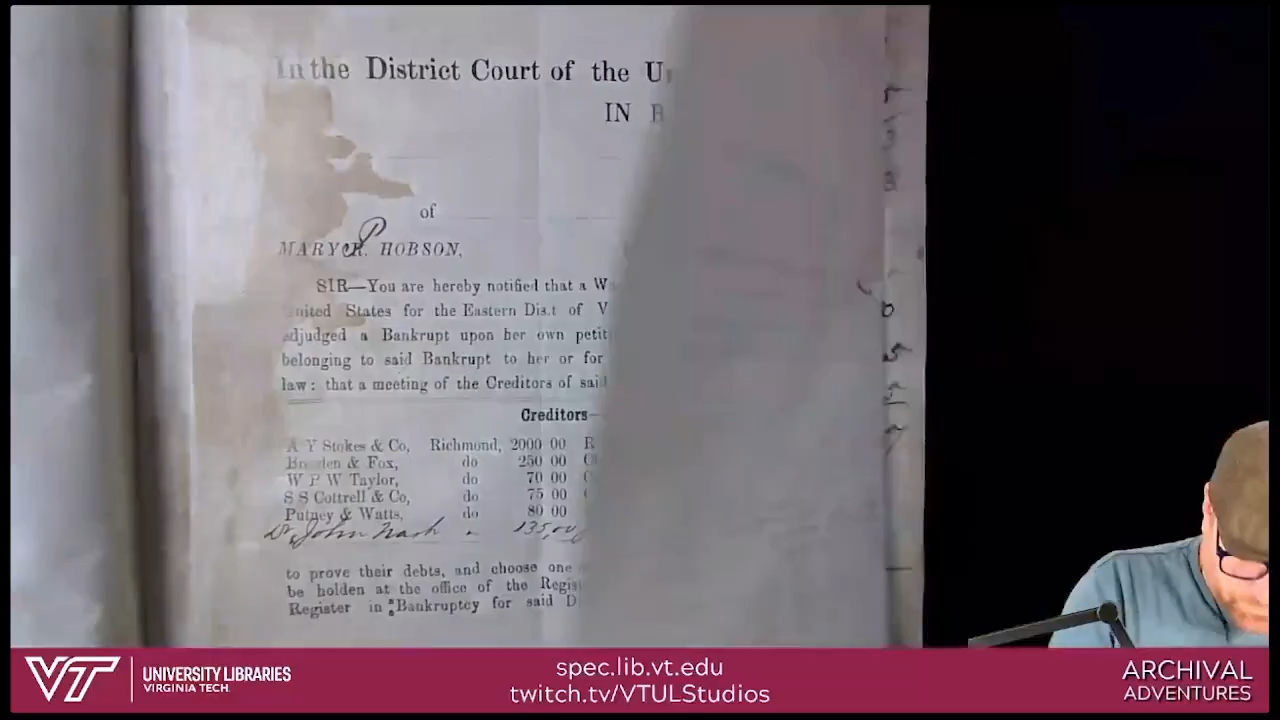 In the District Court of the U
IN B
of
MARY P HOBSON,
SIR—You are hereby notified that a W
United States for the Eastern Dis.t of V
adjudged a Bankrupt upon her own petit
belonging to said Bankrupt to her or for
law: that a meeting of the Creditors of said
Creditors—
A Y Stokes & Co, Richmond, 2000 00 R
& Fox, do 250 00
W P W Taylor, do 70 00
S S Cottrell & Co, do 75 00
Putney & Watts, do 80 00
Dr John Nash 135,00
to prove their debts, and choose one
be holden at the office of the Regis
Register in Bankruptcy for said D
VT UNIVERSITY LIBRARIES
VIRGINIA TECH.
spec.lib.vt.edu
twitch.tv/VTULStudios
ARCHIVAL
ADVENTURES